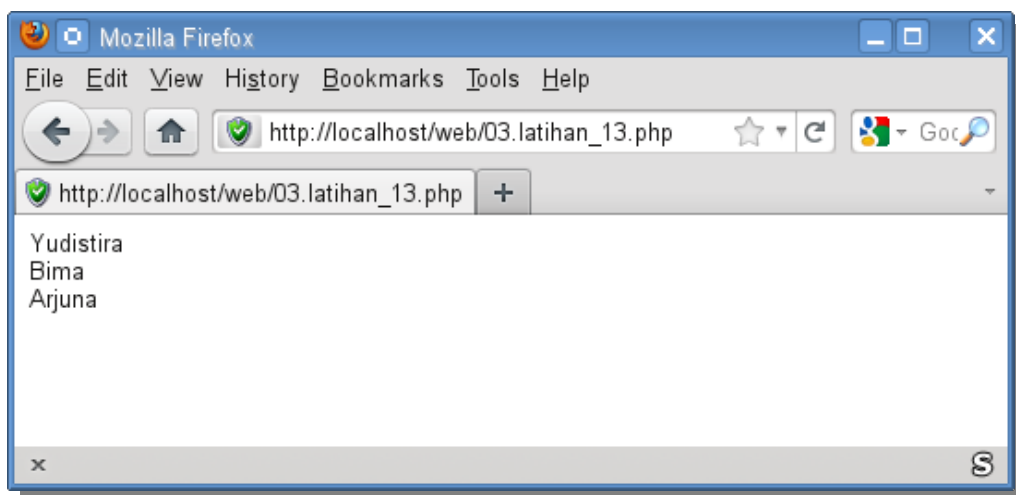 Mozilla Firefox
File Edit View History Bookmarks Tools Help
http://localhost/web/03.latihan_13.php Goc
http://localhost/web/03.latihan_13.php +
Yudistira
Bima
Arjuna
x S